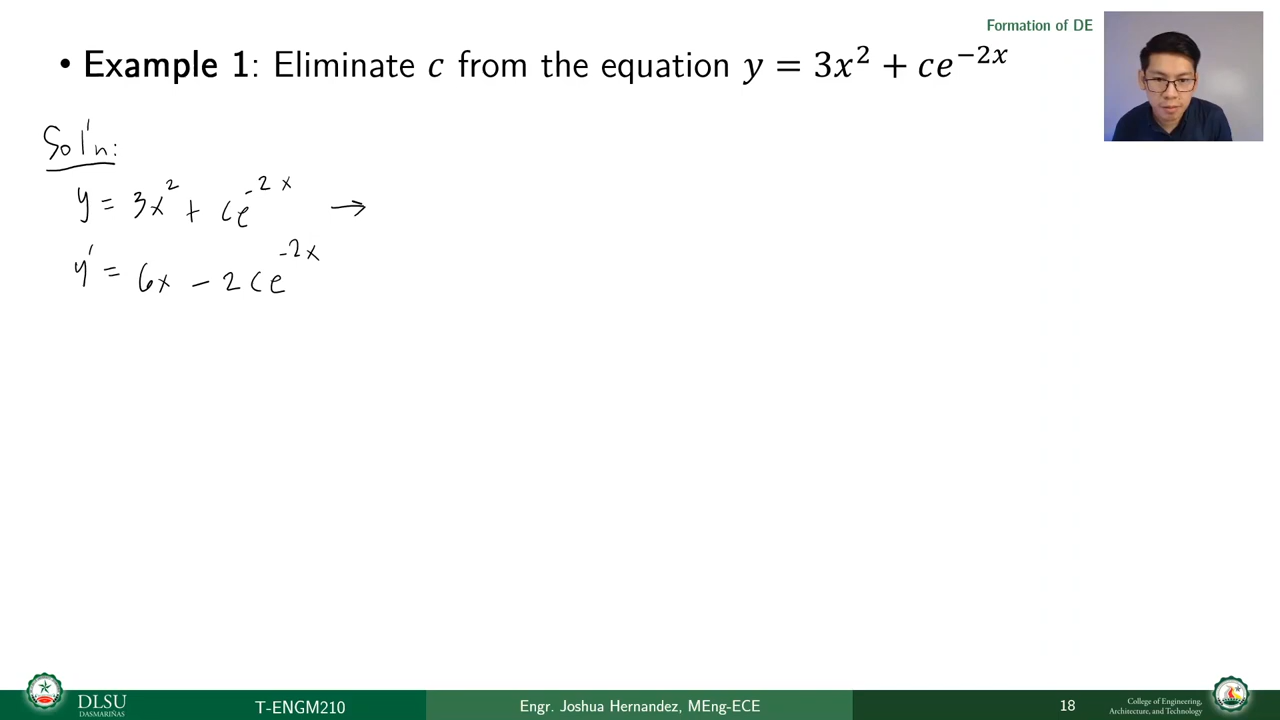 Formation of DE
• Example 1: Eliminate c from the equation y = 3x² + ce⁻²ˣ
Sol'n:
y = 3x² + ce⁻²ˣ →
y' = 6x − 2ce⁻²ˣ
DLSU
DASMARIÑAS
T-ENGM210
Engr. Joshua Hernandez, MEng-ECE
18
College of Engineering,
Architecture, and Technology